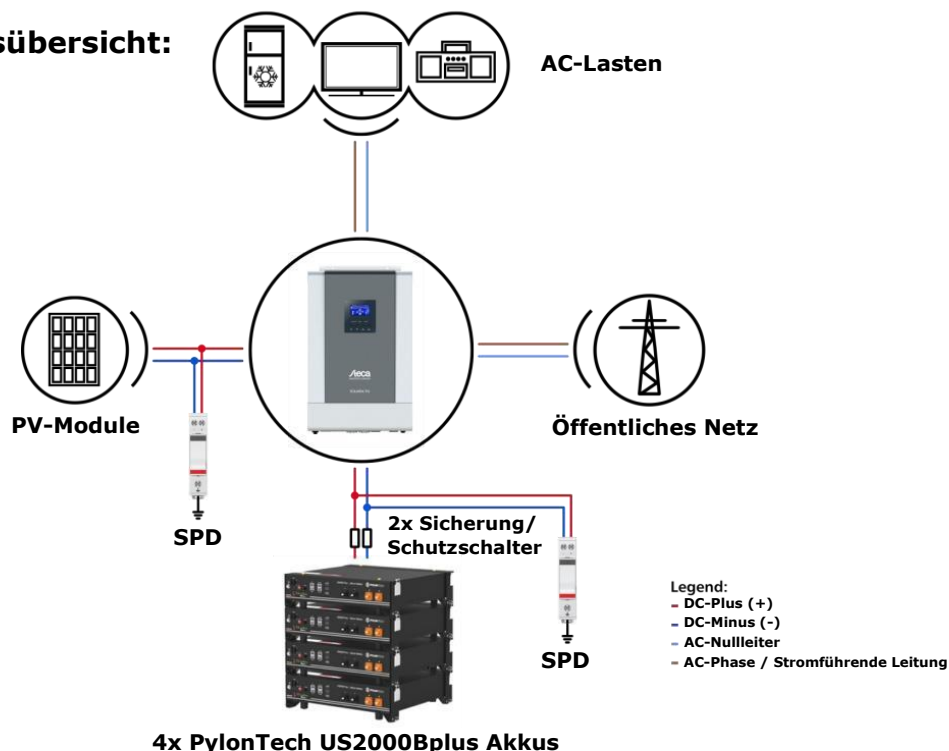 sübersicht:
AC-Lasten
PV-Module
Öffentliches Netz
Steca
SPD
2x Sicherung/
Schutzschalter
SPD
Legend:
DC-Plus (+)
DC-Minus (-)
AC-Nullleiter
AC-Phase / Stromführende Leitung
4x PylonTech US2000Bplus Akkus